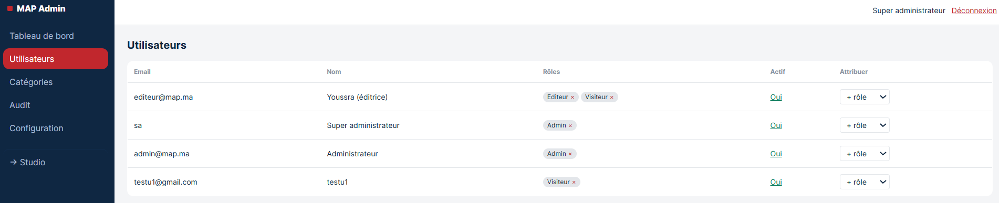 MAP Admin
Super administrateur Déconnexion
Tableau de bord
Utilisateurs
Catégories
Audit
Configuration
→ Studio
Utilisateurs
Email Nom Rôles Actif Attribuer
editeur@map.ma Youssra (éditrice) Editeur × Visiteur × Oui + rôle
sa Super administrateur Admin × Oui + rôle
admin@map.ma Administrateur Admin × Oui + rôle
testu1@gmail.com testu1 Visiteur × Oui + rôle